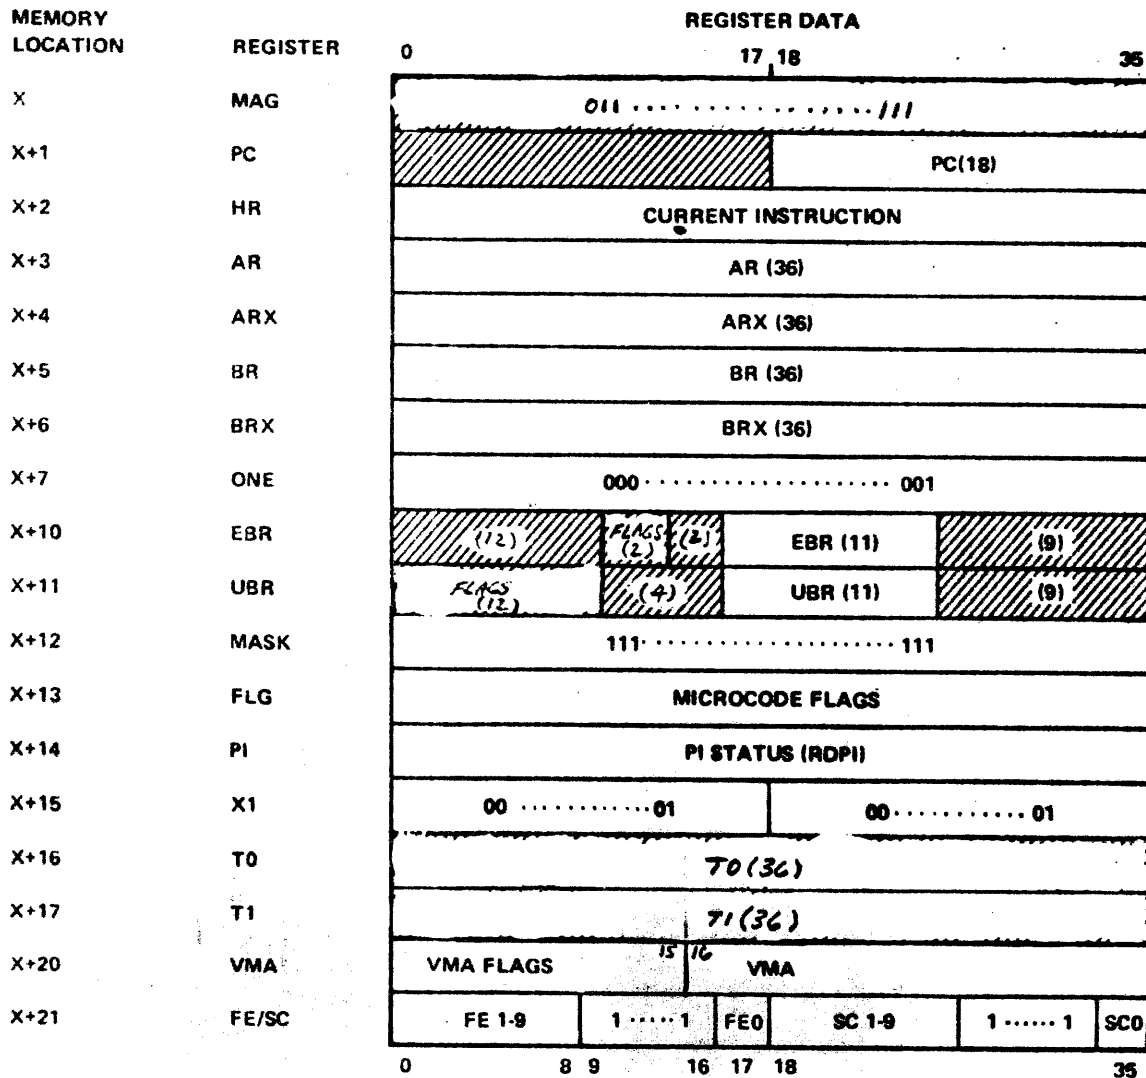 MEMORY LOCATION REGISTER REGISTER DATA
0 17 18 35
X MAG 011 · · · · · · · · · · · · · · · 111
X+1 PC PC(18)
X+2 HR CURRENT INSTRUCTION
X+3 AR AR (36)
X+4 ARX ARX (36)
X+5 BR BR (36)
X+6 BRX BRX (36)
X+7 ONE 000 · · · · · · · · · · · · · · · · · · 001
X+10 EBR (12) FLAGS (2) (2) EBR (11) (9)
X+11 UBR FLAGS (12) (4) UBR (11) (9)
X+12 MASK 111 · · · · · · · · · · · · · · · · · · 111
X+13 FLG MICROCODE FLAGS
X+14 PI PI STATUS (RDPI)
X+15 X1 00 · · · · · · · · · · · · 01 00 · · · · · · · · · · · 01
X+16 T0 T0 (36)
X+17 T1 T1 (36)
15 16
X+20 VMA VMA FLAGS VMA
X+21 FE/SC FE 1-9 1 · · · · · 1 FE0 SC 1-9 1 · · · · · · 1 SC0
0 8 9 16 17 18 35